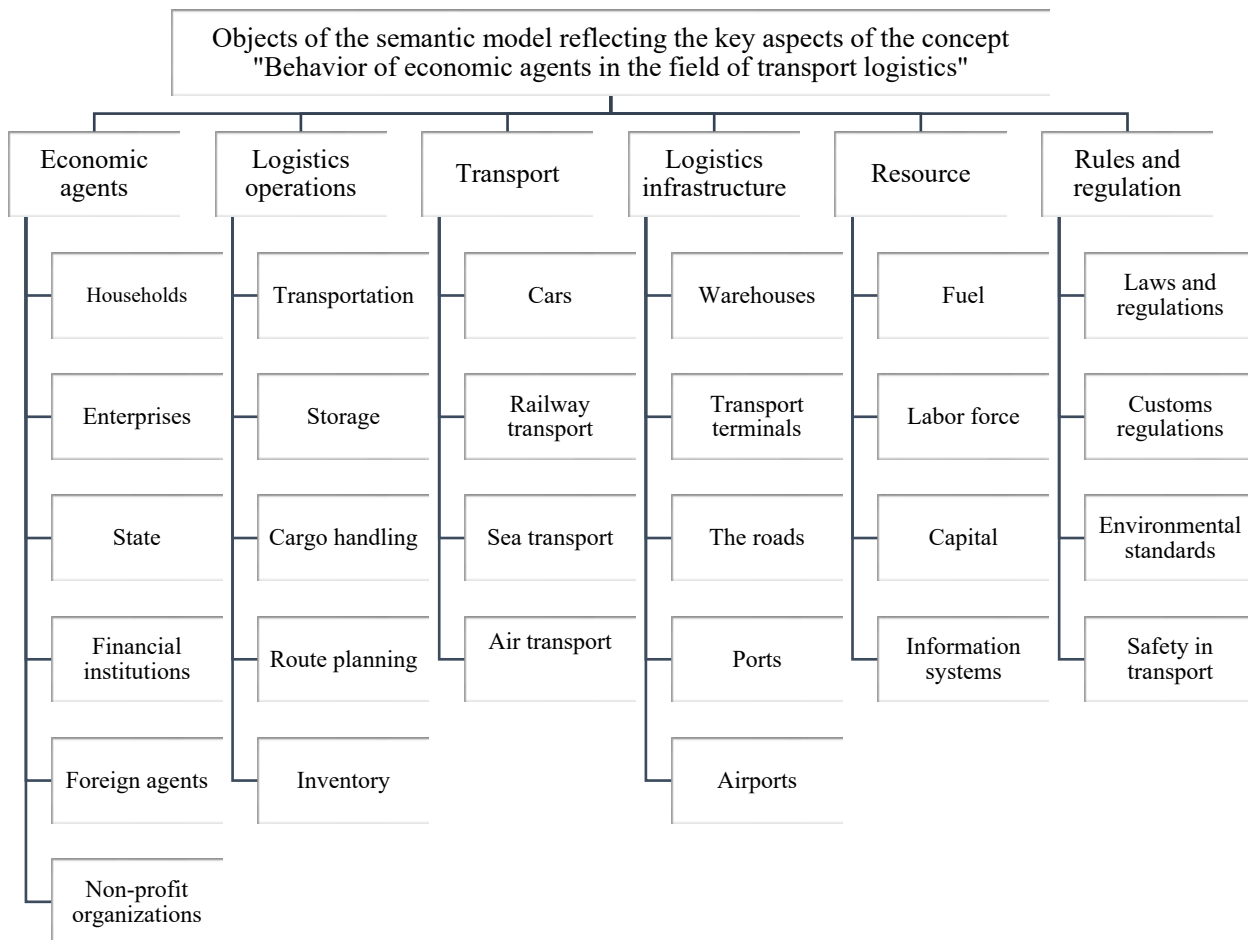 Objects of the semantic model reflecting the key aspects of the concept
"Behavior of economic agents in the field of transport logistics"
Economic
agents
Households
Enterprises
State
Financial
institutions
Foreign agents
Non-profit
organizations
Logistics
operations
Transportation
Storage
Cargo handling
Route planning
Inventory
Transport
Cars
Railway
transport
Sea transport
Air transport
Logistics
infrastructure
Warehouses
Transport
terminals
The roads
Ports
Airports
Resource
Fuel
Labor force
Capital
Information
systems
Rules and
regulation
Laws and
regulations
Customs
regulations
Environmental
standards
Safety in
transport